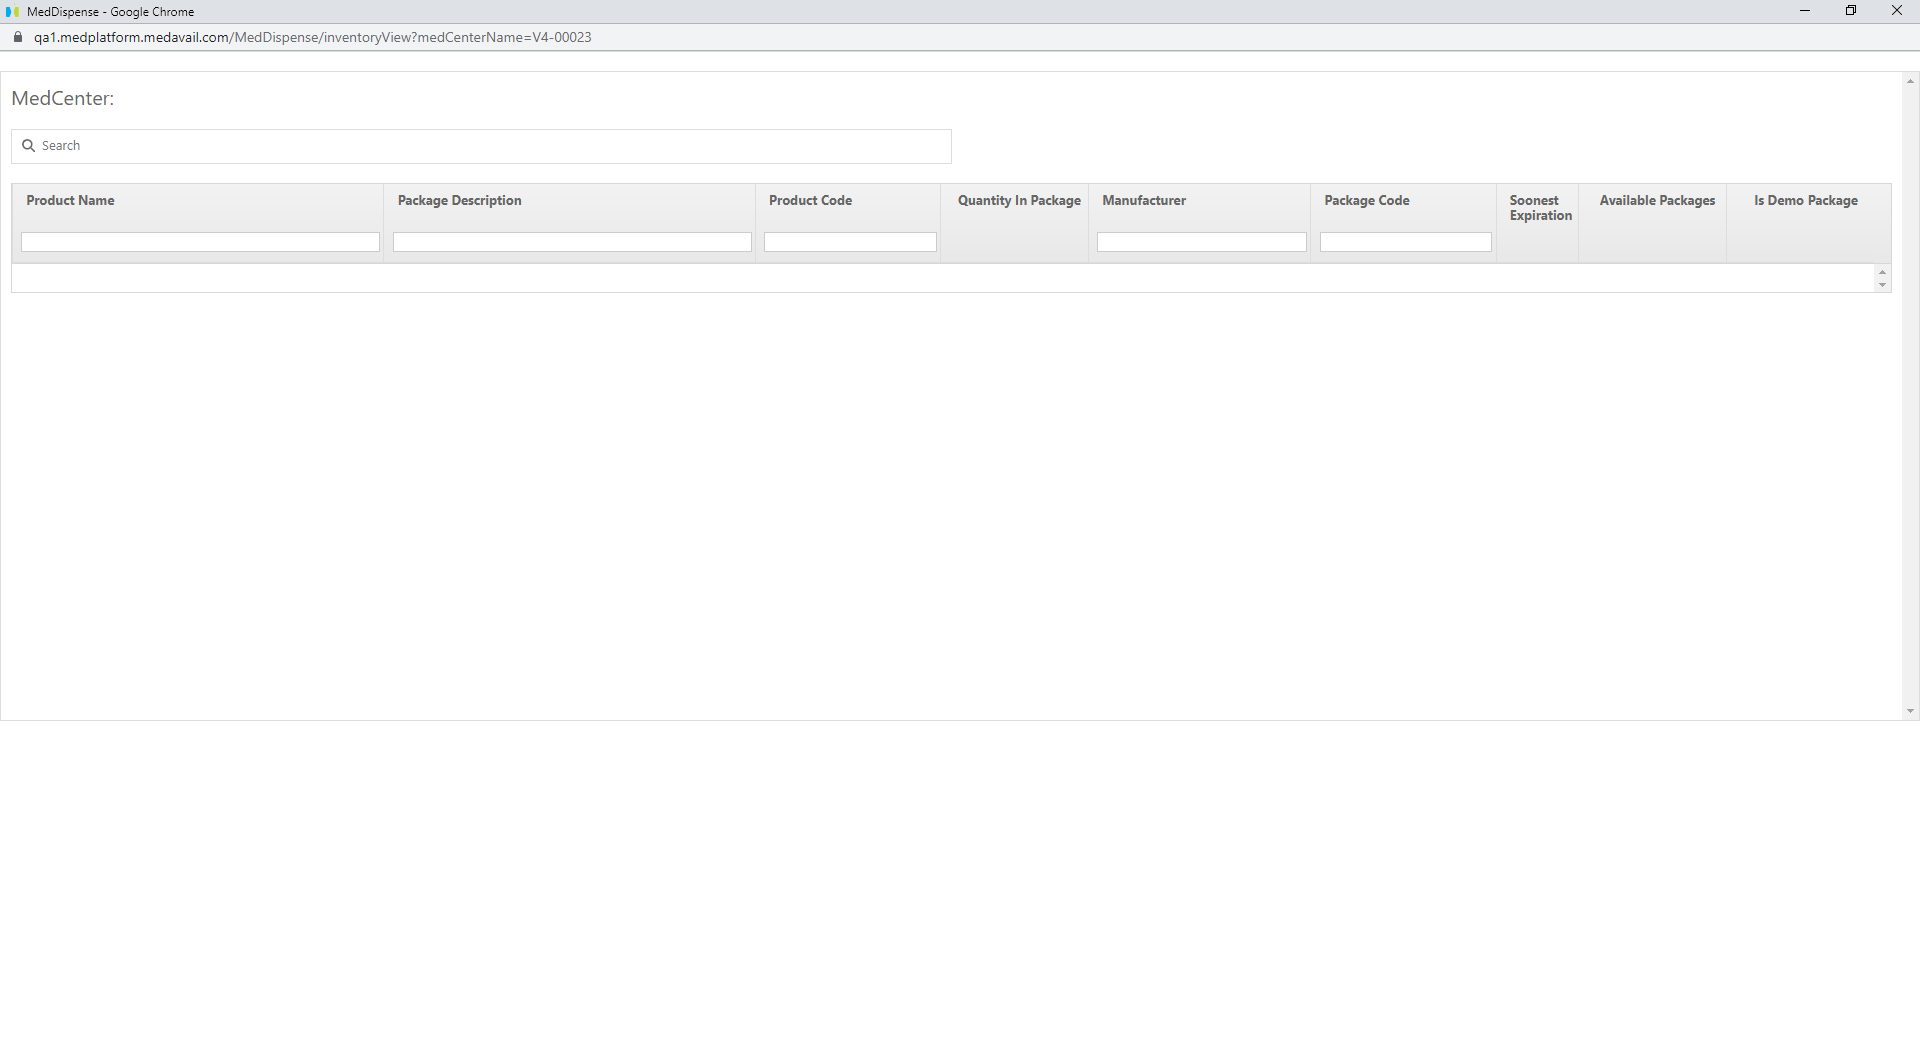 MedDispense - Google Chrome
qa1.medplatform.medavail.com/MedDispense/inventoryView?medCenterName=V4-00023
MedCenter:
Search
Product Name Package Description Product Code Quantity In Package Manufacturer Package Code Soonest Expiration Available Packages Is Demo Package